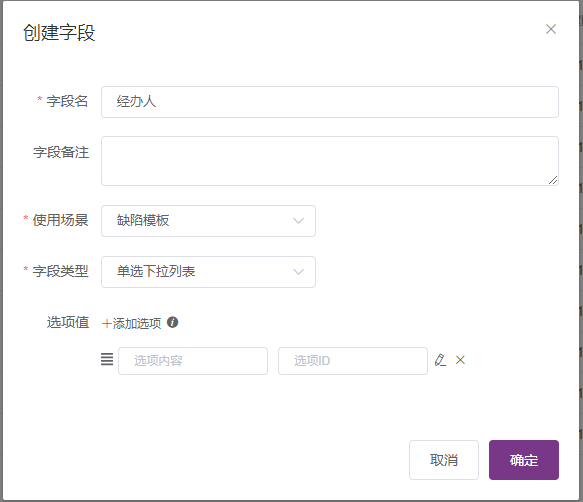 创建字段
* 字段名 经办人
字段备注
* 使用场景 缺陷模板
* 字段类型 单选下拉列表
选项值 +添加选项
选项内容 选项ID
取消 确定